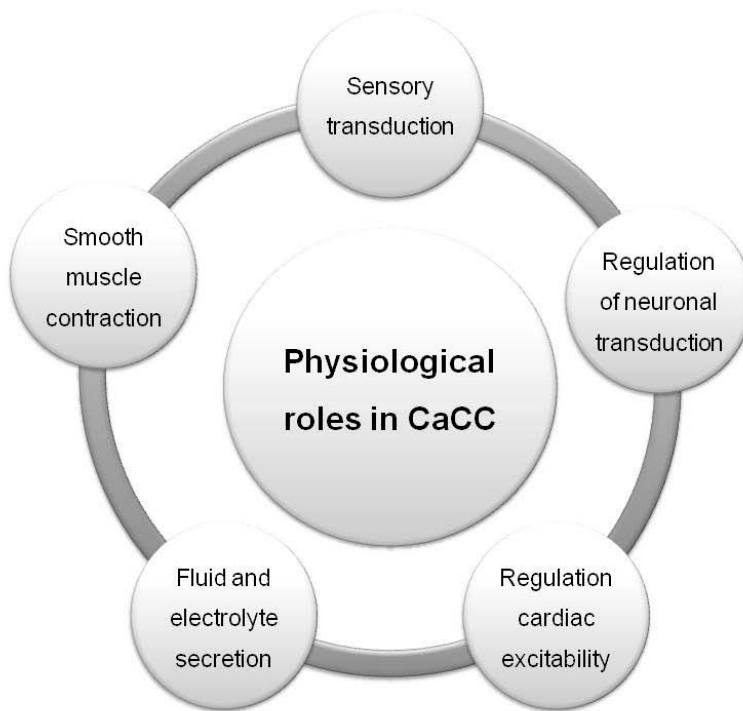 Sensory
transduction
Regulation
of neuronal
transduction
Regulation
cardiac
excitability
Fluid and
electrolyte
secretion
Smooth
muscle
contraction
Physiological
roles in CaCC